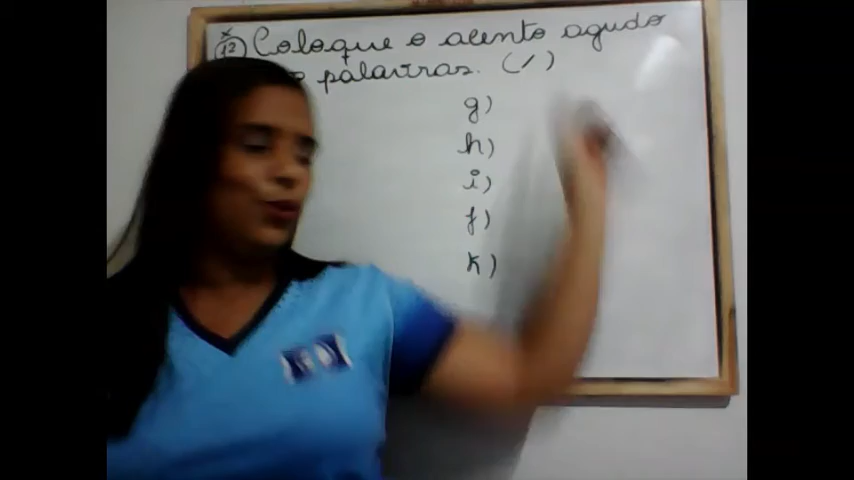 x
12 Coloque o acento agudo
palavras. (/)
g)
h)
i)
j)
k)